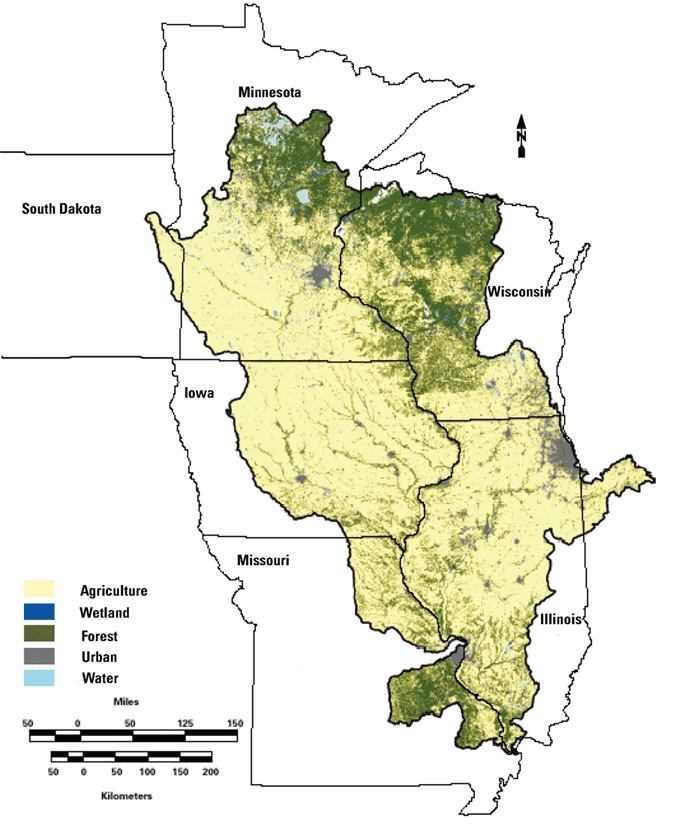 Minnesota
N
South Dakota
Wisconsin
Iowa
Missouri
Illinois
Agriculture
Wetland
Forest
Urban
Water
Miles
50 0 50 125 150
50 0 50 100 150 200
Kilometers